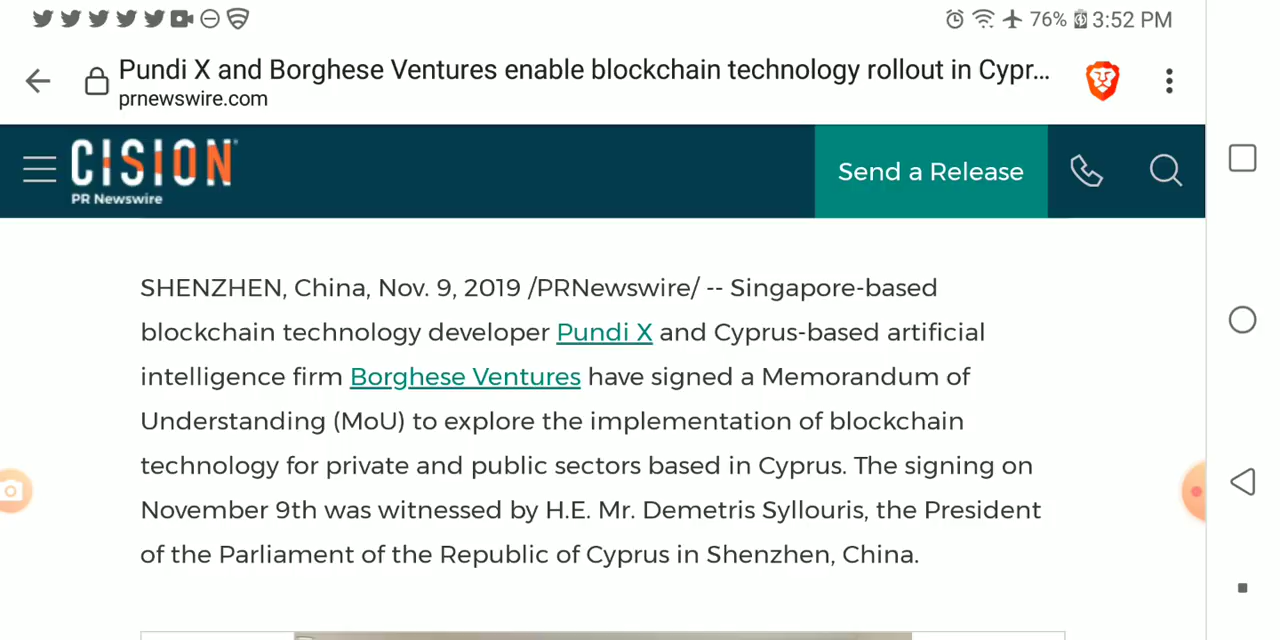 76% 3:52 PM
Pundi X and Borghese Ventures enable blockchain technology rollout in Cypr...
prnewswire.com
CISION
PR Newswire
Send a Release
SHENZHEN, China, Nov. 9, 2019 /PRNewswire/ -- Singapore-based
blockchain technology developer Pundi X and Cyprus-based artificial
intelligence firm Borghese Ventures have signed a Memorandum of
Understanding (MoU) to explore the implementation of blockchain
technology for private and public sectors based in Cyprus. The signing on
November 9th was witnessed by H.E. Mr. Demetris Syllouris, the President
of the Parliament of the Republic of Cyprus in Shenzhen, China.